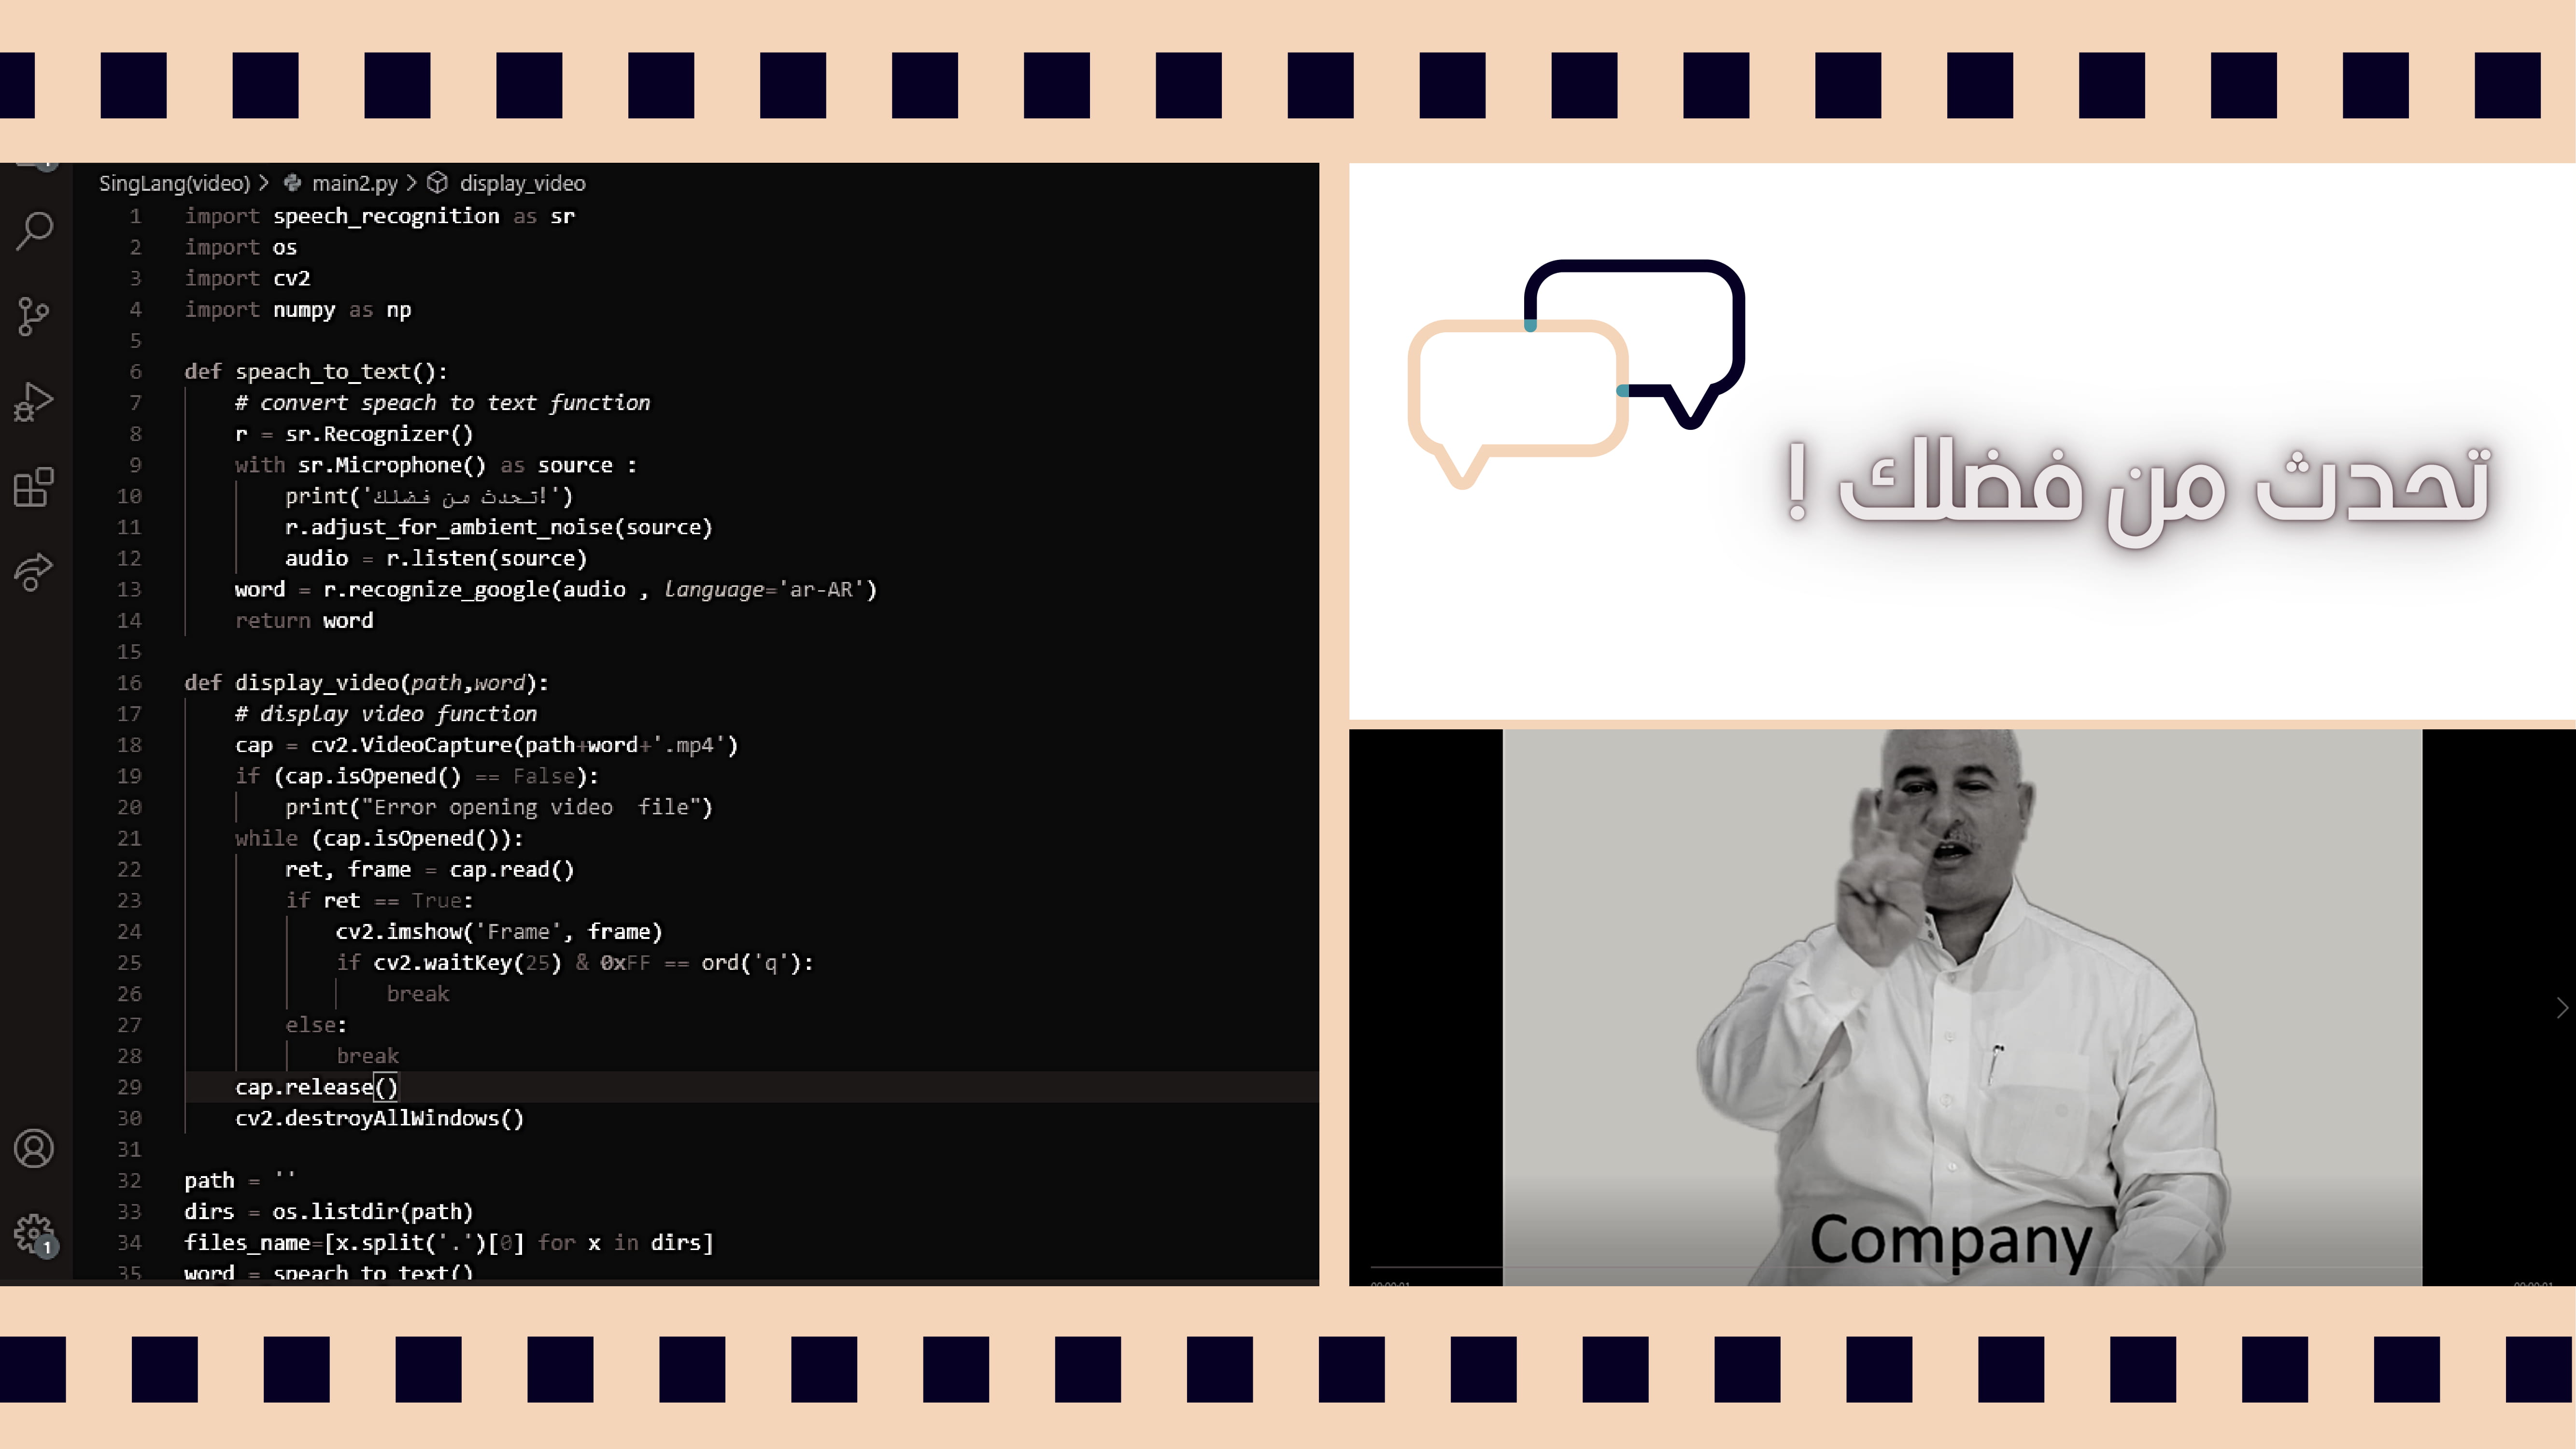 SingLang(video) > main2.py > display_video
1 import speech_recognition as sr
2 import os
3 import cv2
4 import numpy as np
5
6 def speach_to_text():
7 # convert speach to text function
8 r = sr.Recognizer()
9 with sr.Microphone() as source :
10 print('تحدث من فضلك!')
11 r.adjust_for_ambient_noise(source)
12 audio = r.listen(source)
13 word = r.recognize_google(audio , language='ar-AR')
14 return word
15
16 def display_video(path,word):
17 # display video function
18 cap = cv2.VideoCapture(path+word+'.mp4')
19 if (cap.isOpened() == False):
20 print("Error opening video  file")
21 while (cap.isOpened()):
22 ret, frame = cap.read()
23 if ret == True:
24 cv2.imshow('Frame', frame)
25 if cv2.waitKey(25) & 0xFF == ord('q'):
26 break
27 else:
28 break
29 cap.release()
30 cv2.destroyAllWindows()
31
32 path = ''
33 dirs = os.listdir(path)
34 files_name=[x.split('.')[0] for x in dirs]
35 word = speach_to_text()
1
تحدث من فضلك !
Company